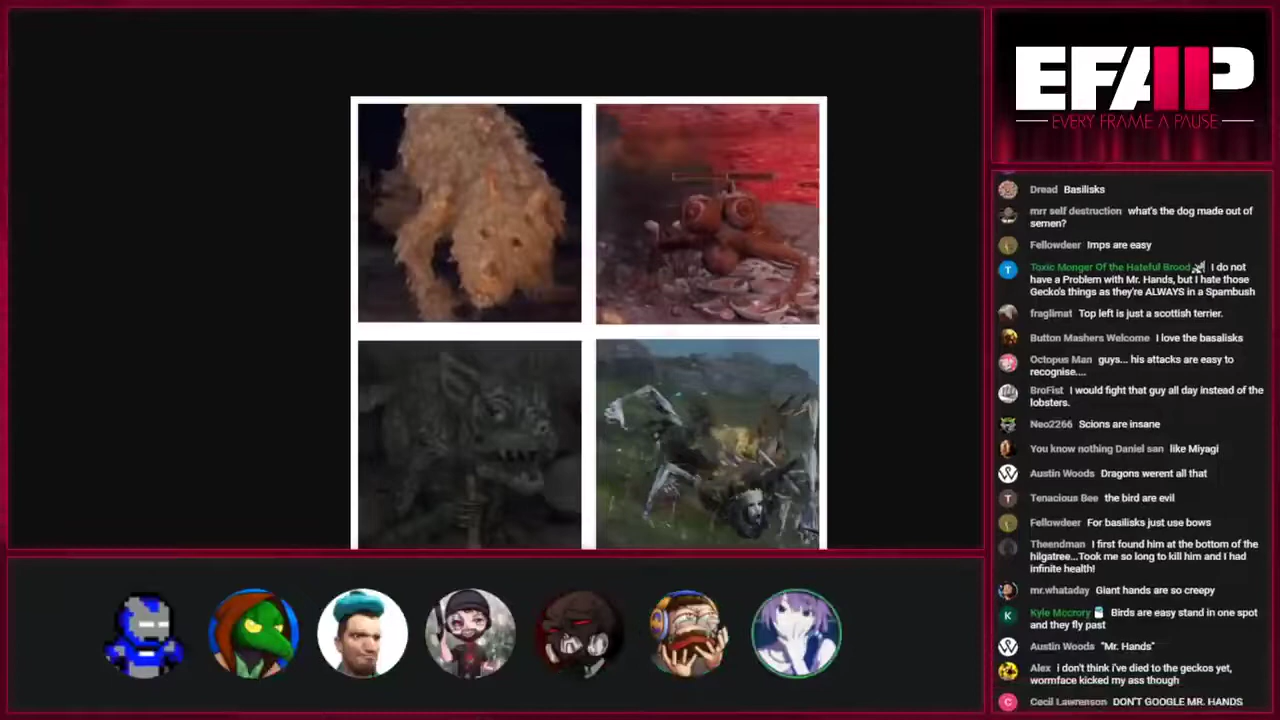 EFAP
EVERY FRAME A PAUSE
Dread Basilisks
mrr self destruction what's the dog made out of
semen?
Fellowdeer Imps are easy
Toxic Monger Of the Hateful Brood I do not
have a Problem with Mr. Hands, but I hate those
Gecko's things as they're ALWAYS in a Spambush
fraglimat Top left is just a scottish terrier.
Button Mashers Welcome I love the basalisks
Octopus Man guys... his attacks are easy to
recognise....
BroFist I would fight that guy all day instead of the
lobsters.
Neo2266 Scions are insane
You know nothing Daniel san like Miyagi
W Austin Woods Dragons werent all that
T Tenacious Bee the bird are evil
Fellowdeer For basilisks just use bows
Theendman I first found him at the bottom of the
hilgatree...Took me so long to kill him and I had
infinite health!
mr.whataday Giant hands are so creepy
K Kyle Mccrory Birds are easy stand in one spot
and they fly past
W Austin Woods "Mr. Hands"
Alex i don't think i've died to the geckos yet,
wormface kicked my ass though
C Cecil Lawrenson DON'T GOOGLE MR. HANDS